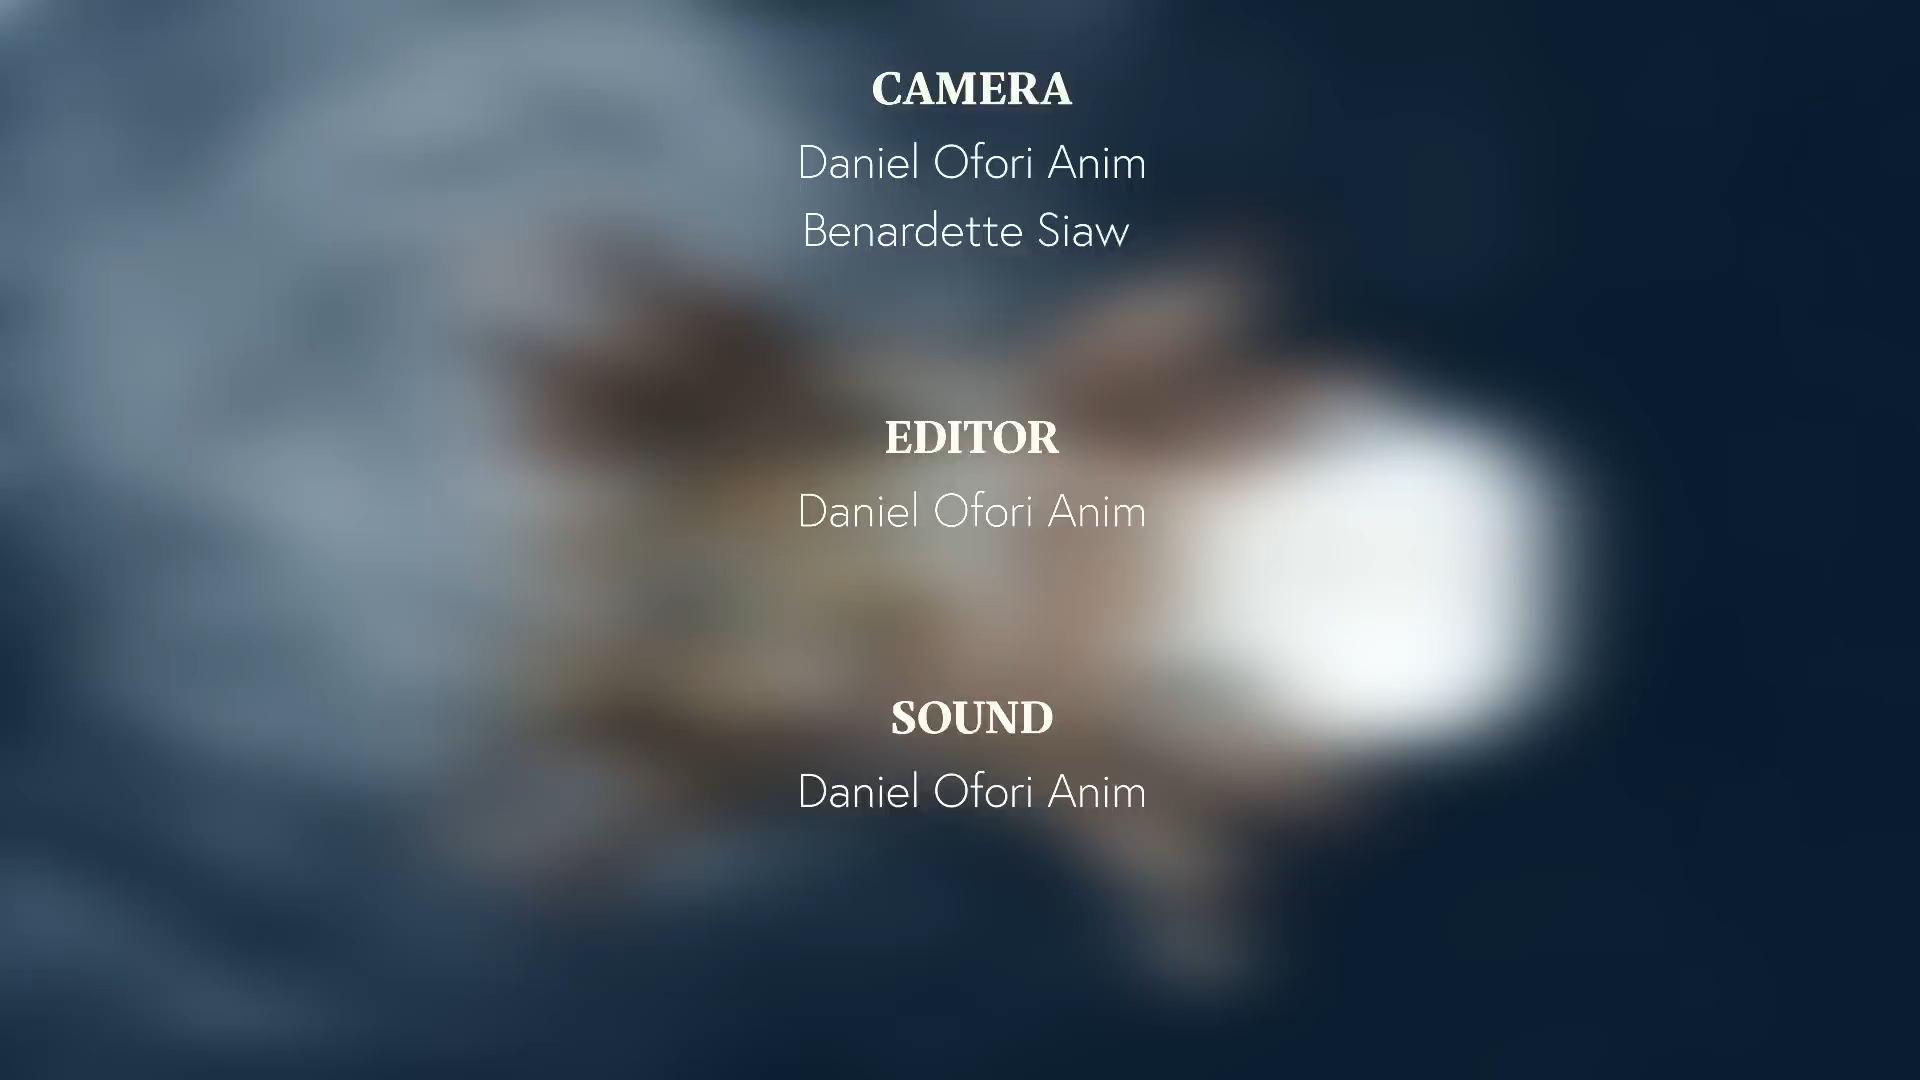 CAMERA
Daniel Ofori Anim
Benardette Siaw
EDITOR
Daniel Ofori Anim
SOUND
Daniel Ofori Anim